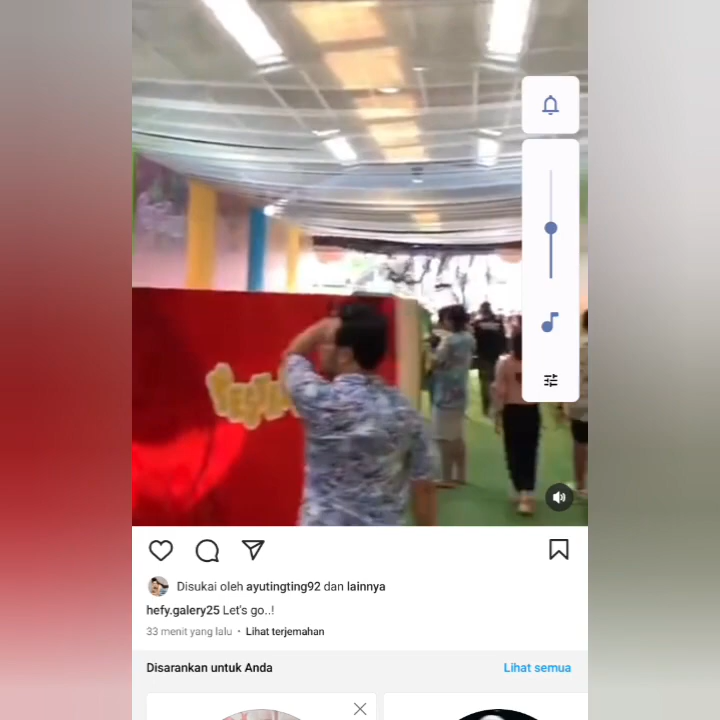 Disukai oleh ayutingting92 dan lainnya
hefy.galery25 Let's go..!
33 menit yang lalu • Lihat terjemahan
Disarankan untuk Anda
Lihat semua